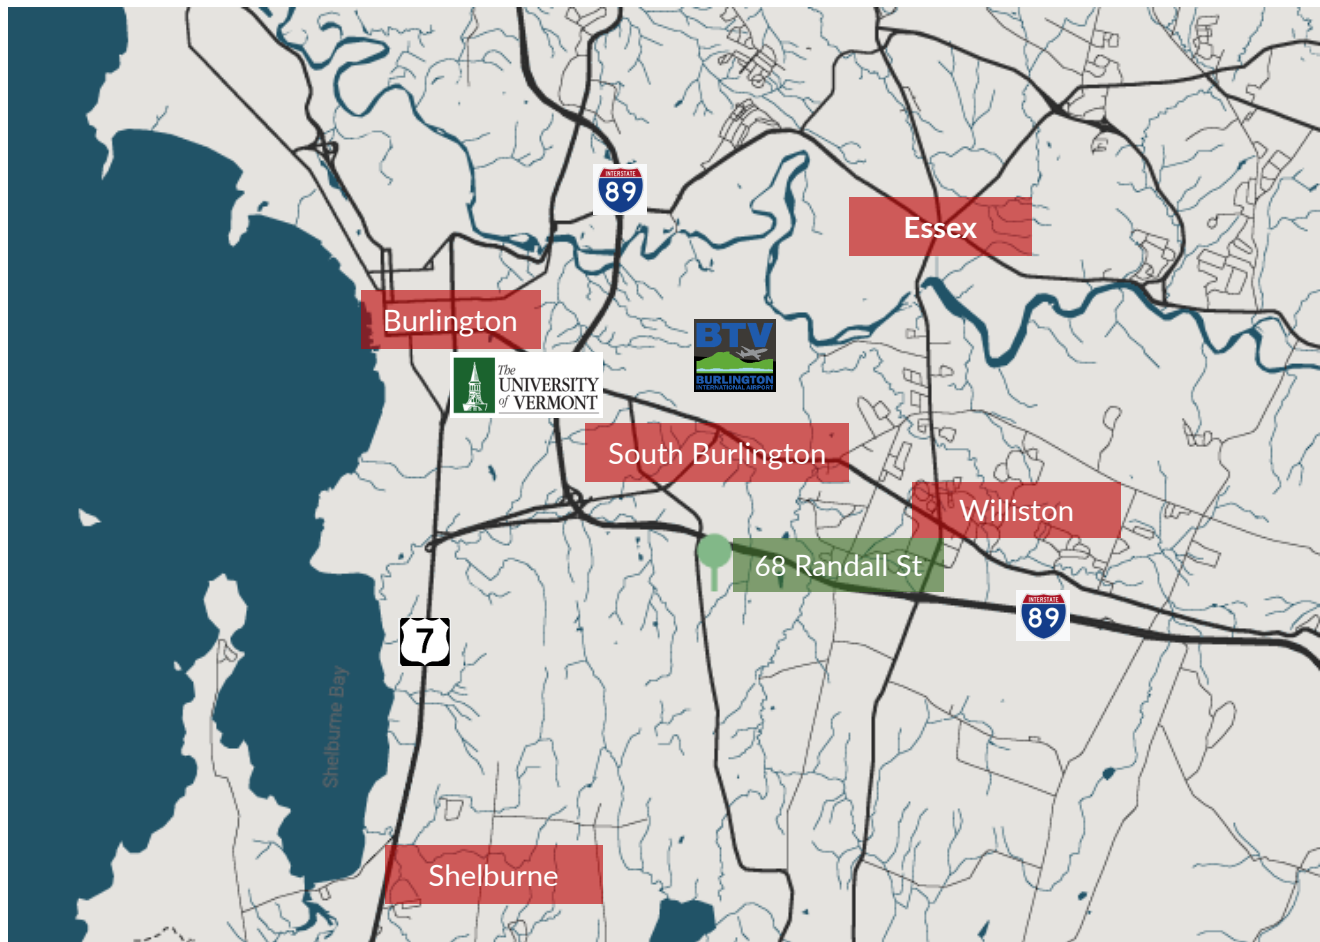 INTERSTATE
89
Essex
Burlington
BTV
BURLINGTON
INTERNATIONAL AIRPORT
The
UNIVERSITY
of VERMONT
South Burlington
Williston
68 Randall St
INTERSTATE
89
7
Shelburne Bay
Shelburne